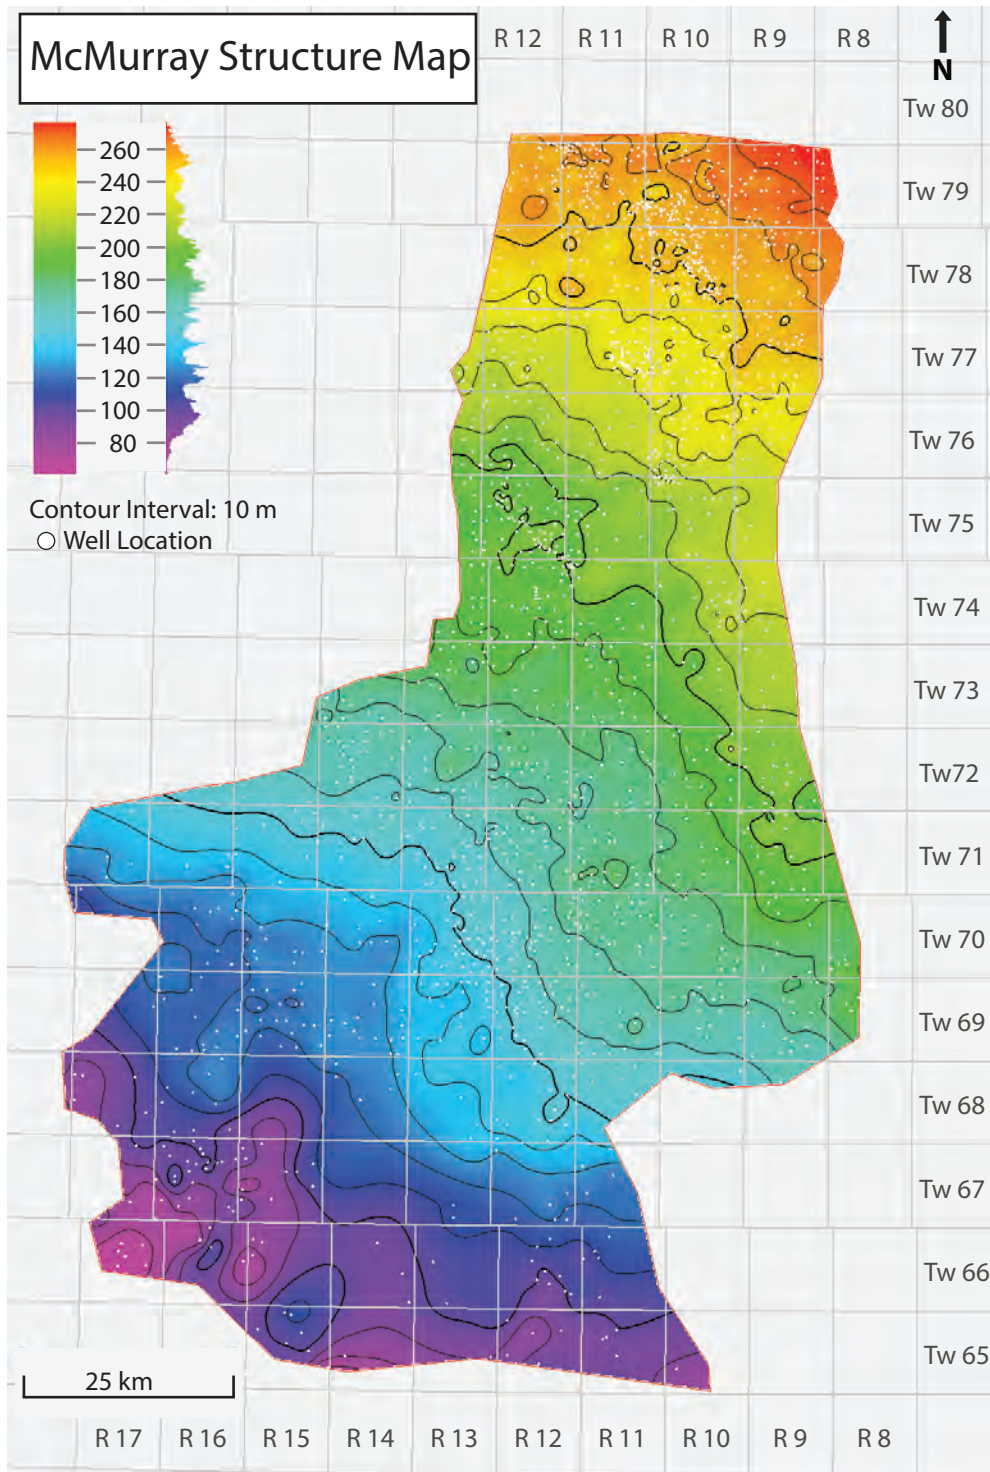 McMurray Structure Map
R 12 R 11 R 10 R 9 R 8
N
Tw 80
Tw 79
Tw 78
Tw 77
Tw 76
Tw 75
Tw 74
Tw 73
Tw72
Tw 71
Tw 70
Tw 69
Tw 68
Tw 67
Tw 66
Tw 65
260
240
220
200
180
160
140
120
100
80
Contour Interval: 10 m
Well Location
25 km
R 17 R 16 R 15 R 14 R 13 R 12 R 11 R 10 R 9 R 8